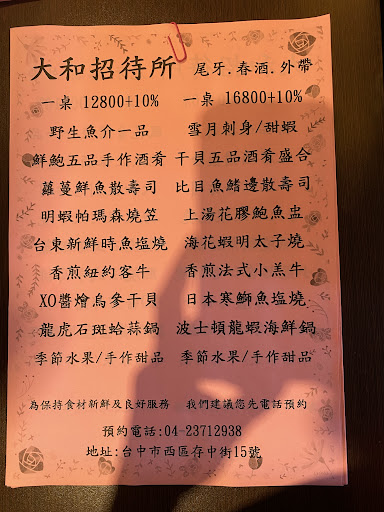 大和招待所 尾牙.春酒.外帶
一桌 12800+10% 一桌 16800+10%
野生魚介一品 雪月刺身/甜蝦
鮮鮑五品手作酒肴 干貝五品酒肴盛合
蘿蔓鮮魚散壽司 比目魚鰭邊散壽司
明蝦帕瑪森燒笠 上湯花膠鮑魚盅
台東新鮮時魚塩燒 海花蝦明太子燒
香煎紐約客牛 香煎法式小羔牛
XO醬燴烏參干貝 日本寒鰤魚塩燒
龍虎石斑蛤蒜鍋 波士頓龍蝦海鮮鍋
季節水果/手作甜品 季節水果/手作甜品
為保持食材新鮮及良好服務 我們建議您先電話預約
預約電話:04-23712938
地址:台中市西區存中街15號